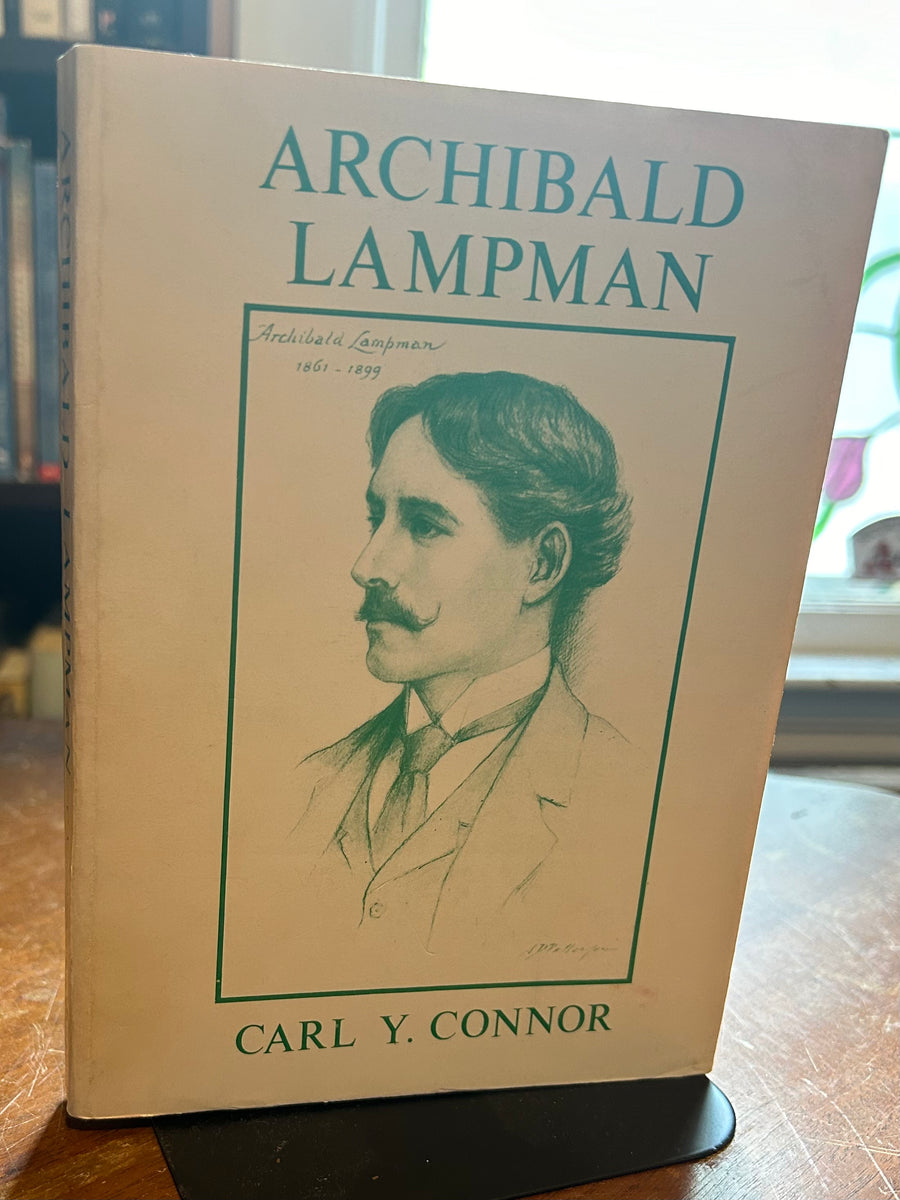 ARCHIBALD
LAMPMAN
Archibald Lampman
1861 - 1899
CARL Y. CONNOR
ARCHIBALD LAMPMAN